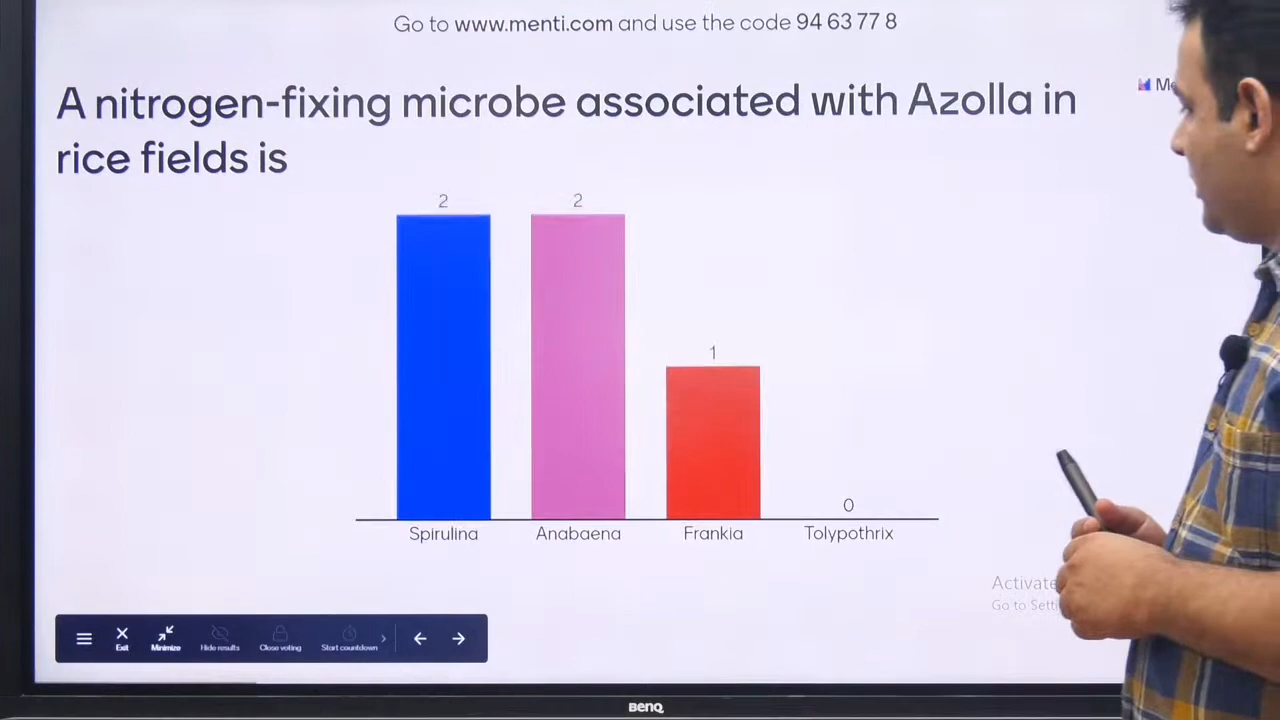 Go to www.menti.com and use the code 94 63 77 8
A nitrogen-fixing microbe associated with Azolla in
rice fields is
2
2
1
0
Spirulina
Anabaena
Frankia
Tolypothrix
Activate
Go to
Exit
Minimize
Hide results
Close voting
Start countdown
BenQ